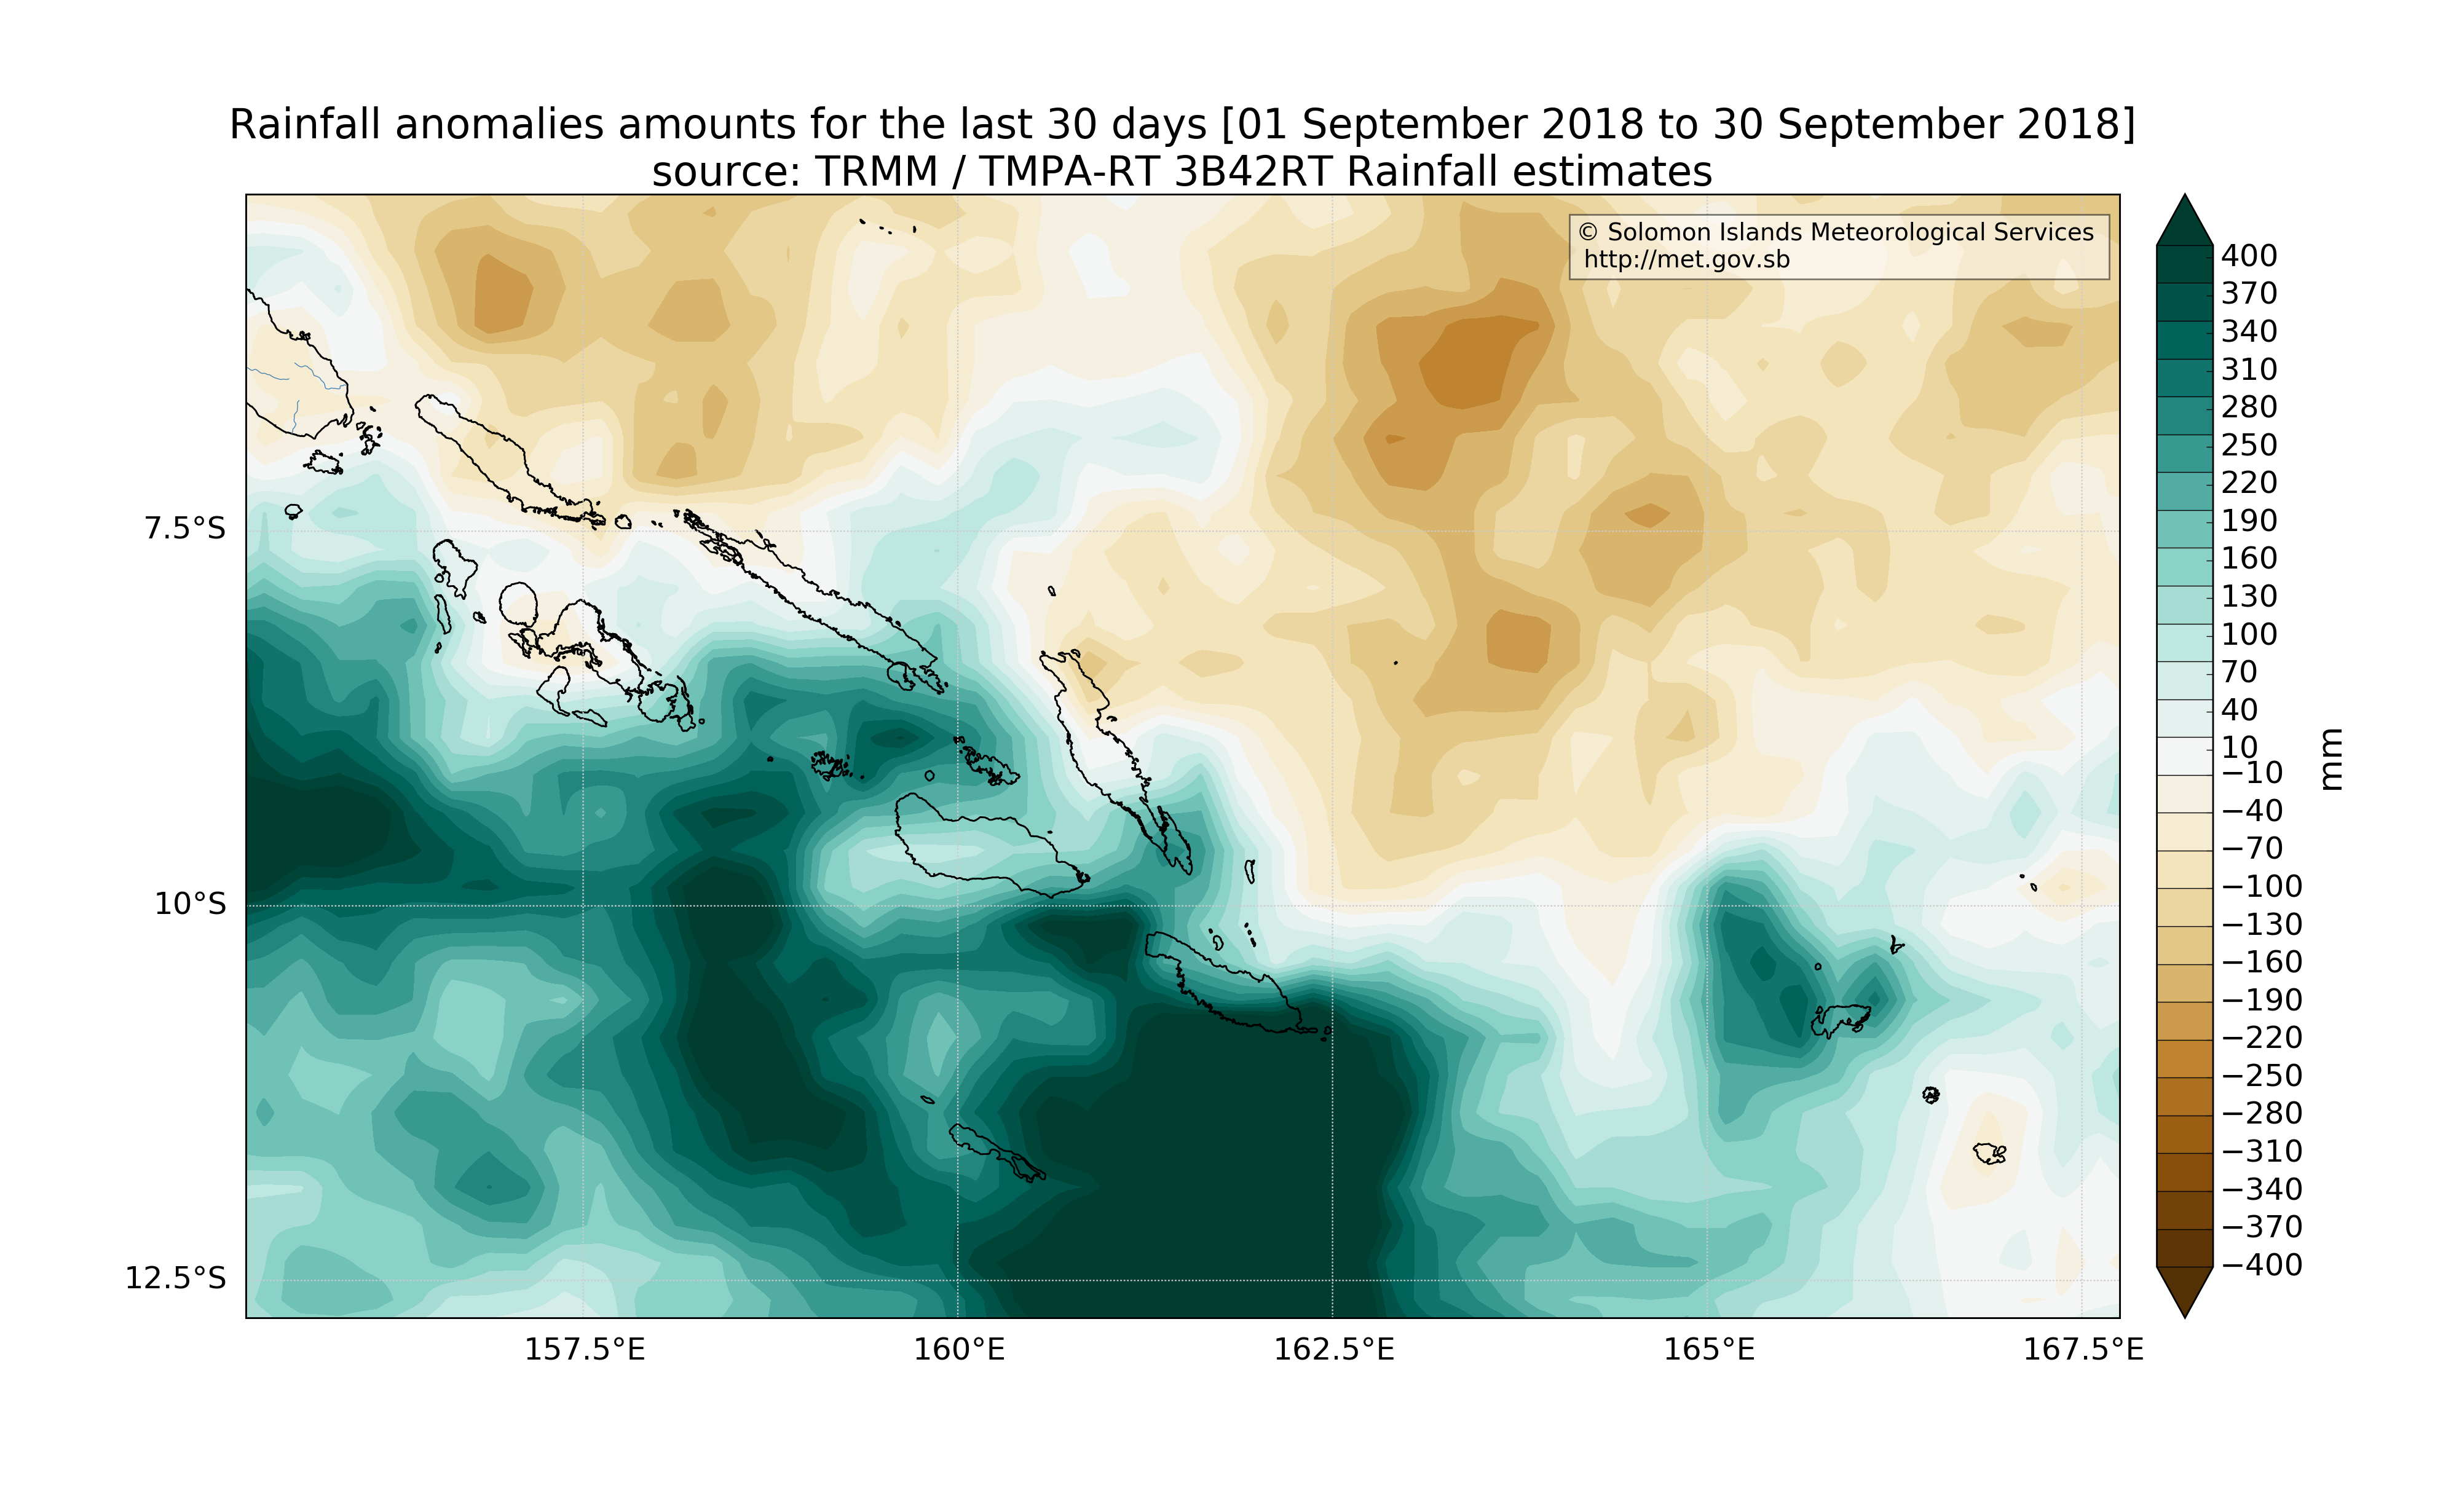 Rainfall anomalies amounts for the last 30 days [01 September 2018 to 30 September 2018]
source: TRMM / TMPA-RT 3B42RT Rainfall estimates
© Solomon Islands Meteorological Services
http://met.gov.sb
7.5°S
10°S
12.5°S
157.5°E
160°E
162.5°E
165°E
167.5°E
400
370
340
310
280
250
220
190
160
130
100
70
40
10
−10
−40
−70
−100
−130
−160
−190
−220
−250
−280
−310
−340
−370
−400
mm